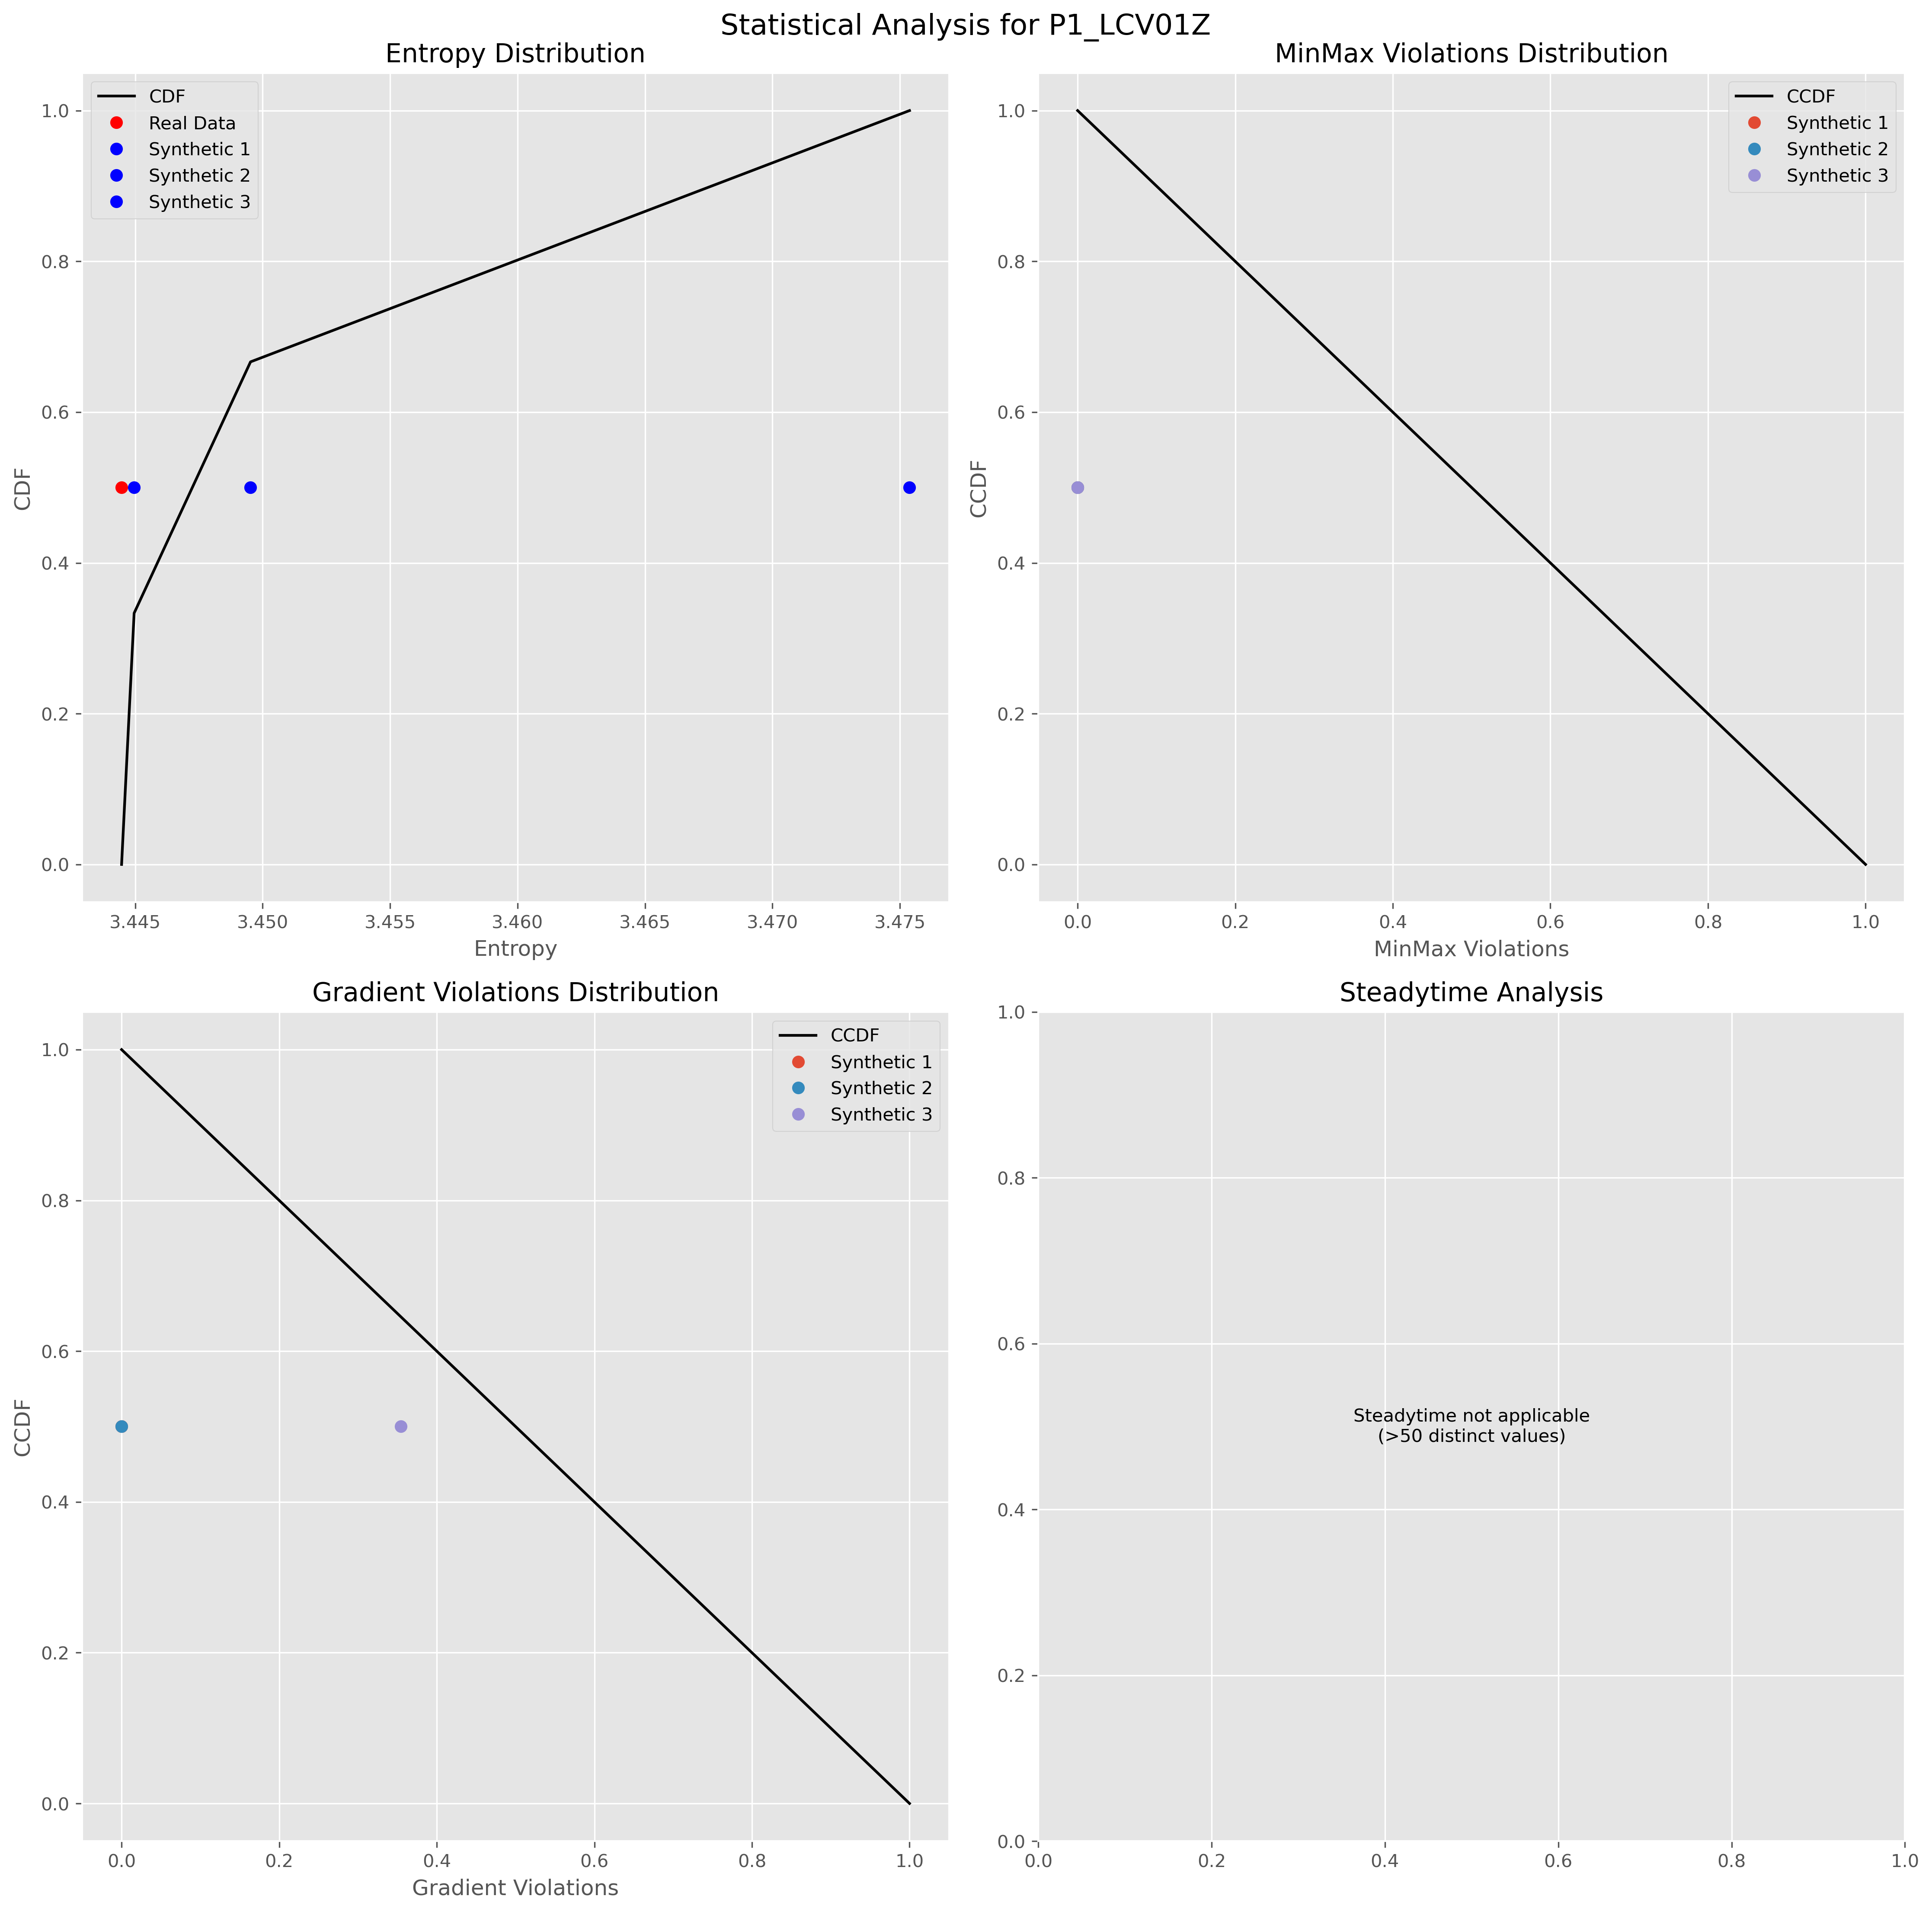 Statistical Analysis for P1_LCV01Z
Entropy Distribution
CDF
Real Data
Synthetic 1
Synthetic 2
Synthetic 3
1.0
0.8
0.6
0.4
0.2
0.0
CDF
3.445 3.450 3.455 3.460 3.465 3.470 3.475
Entropy
MinMax Violations Distribution
CCDF
Synthetic 1
Synthetic 2
Synthetic 3
1.0
0.8
0.6
0.4
0.2
0.0
CCDF
0.0 0.2 0.4 0.6 0.8 1.0
MinMax Violations
Gradient Violations Distribution
CCDF
Synthetic 1
Synthetic 2
Synthetic 3
1.0
0.8
0.6
0.4
0.2
0.0
CCDF
0.0 0.2 0.4 0.6 0.8 1.0
Gradient Violations
Steadytime Analysis
1.0
0.8
0.6
0.4
0.2
0.0
Steadytime not applicable
(>50 distinct values)
0.0 0.2 0.4 0.6 0.8 1.0